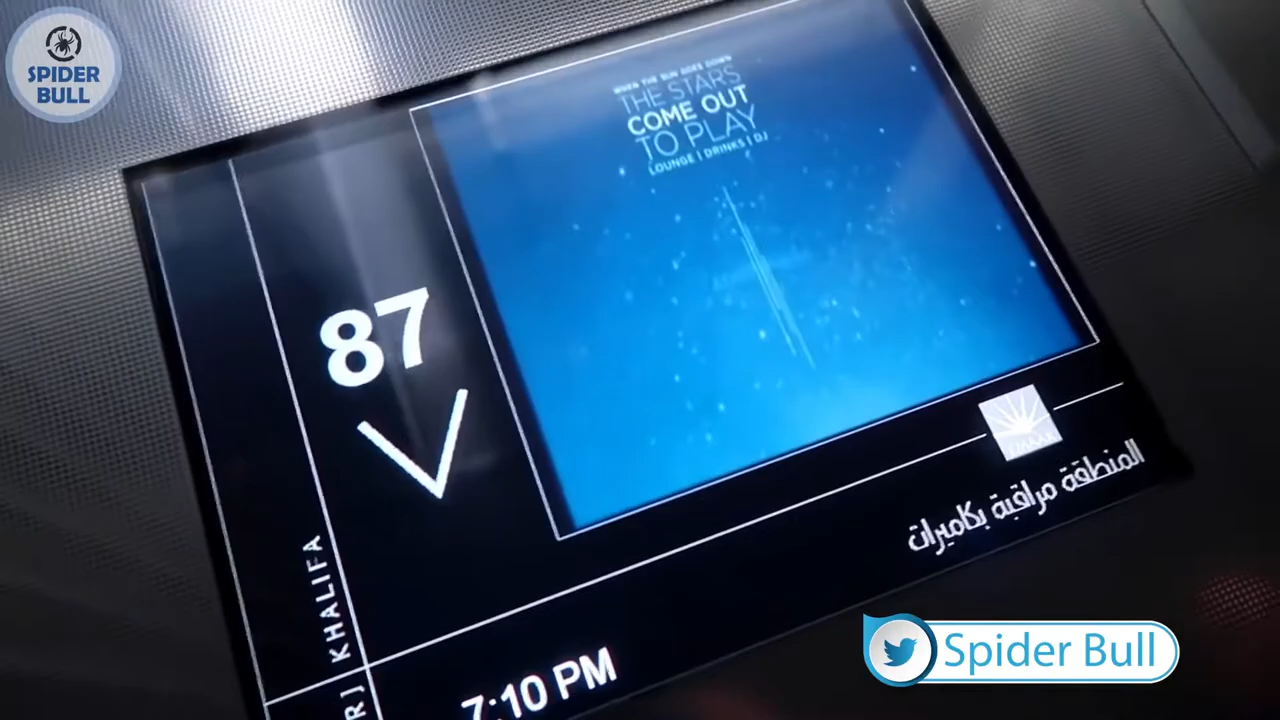 SPIDER
BULL
WHEN THE SUN GOES DOWN
THE STARS
COME OUT
TO PLAY
LOUNGE | DRINKS | DJ
87
EMAAR
المنطقة مراقبة بكاميرات
KHALIFA
7:10 PM
Spider Bull